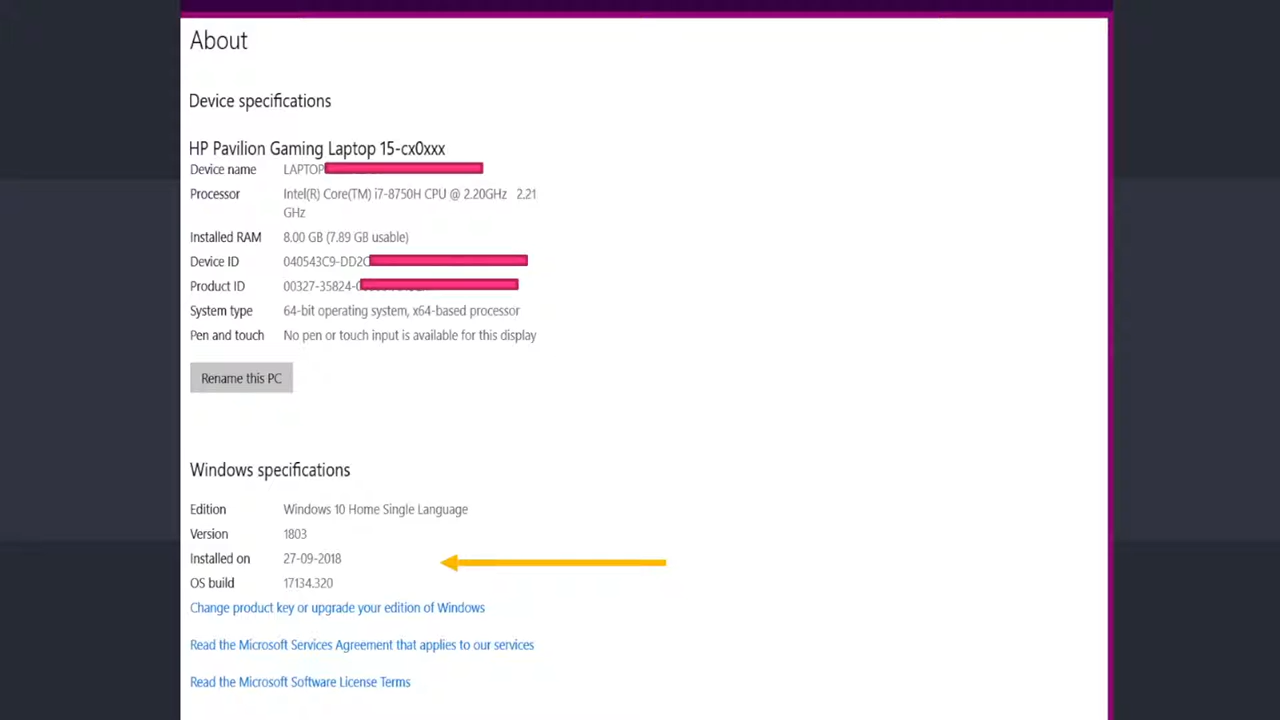 About
Device specifications
HP Pavilion Gaming Laptop 15-cx0xxx
Device name LAPTOP
Processor Intel(R) Core(TM) i7-8750H CPU @ 2.20GHz 2.21
GHz
Installed RAM 8.00 GB (7.89 GB usable)
Device ID 040543C9-DD2C
Product ID 00327-35824-
System type 64-bit operating system, x64-based processor
Pen and touch No pen or touch input is available for this display
Rename this PC
Windows specifications
Edition Windows 10 Home Single Language
Version 1803
Installed on 27-09-2018
OS build 17134.320
Change product key or upgrade your edition of Windows
Read the Microsoft Services Agreement that applies to our services
Read the Microsoft Software License Terms